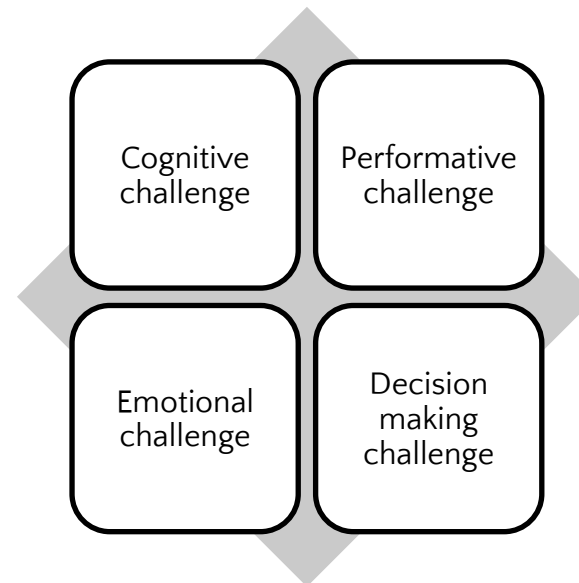 Cognitive
challenge
Performative
challenge
Emotional
challenge
Decision
making
challenge